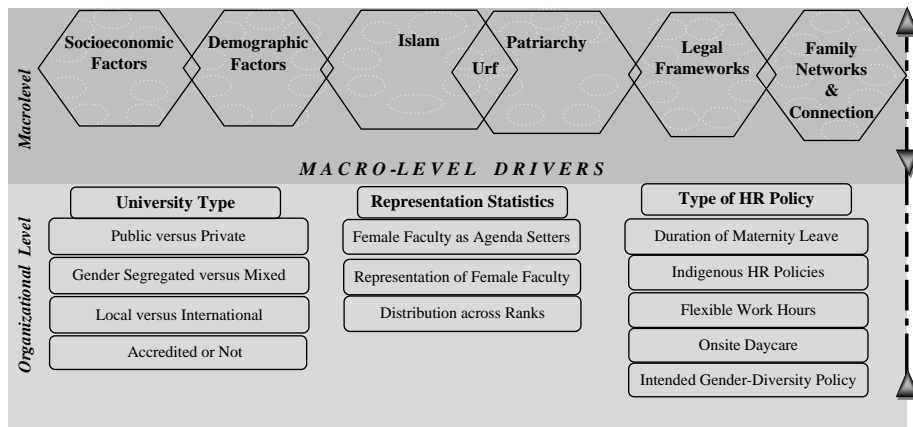 Socioeconomic
Factors
Demographic
Factors
Islam
Urf
Patriarchy
Legal
Frameworks
Family
Networks
&
Connection
Macrolevel
MACRO-LEVEL DRIVERS
Organizational Level
University Type
Public versus Private
Gender Segregated versus Mixed
Local versus International
Accredited or Not
Representation Statistics
Female Faculty as Agenda Setters
Representation of Female Faculty
Distribution across Ranks
Type of HR Policy
Duration of Maternity Leave
Indigenous HR Policies
Flexible Work Hours
Onsite Daycare
Intended Gender-Diversity Policy